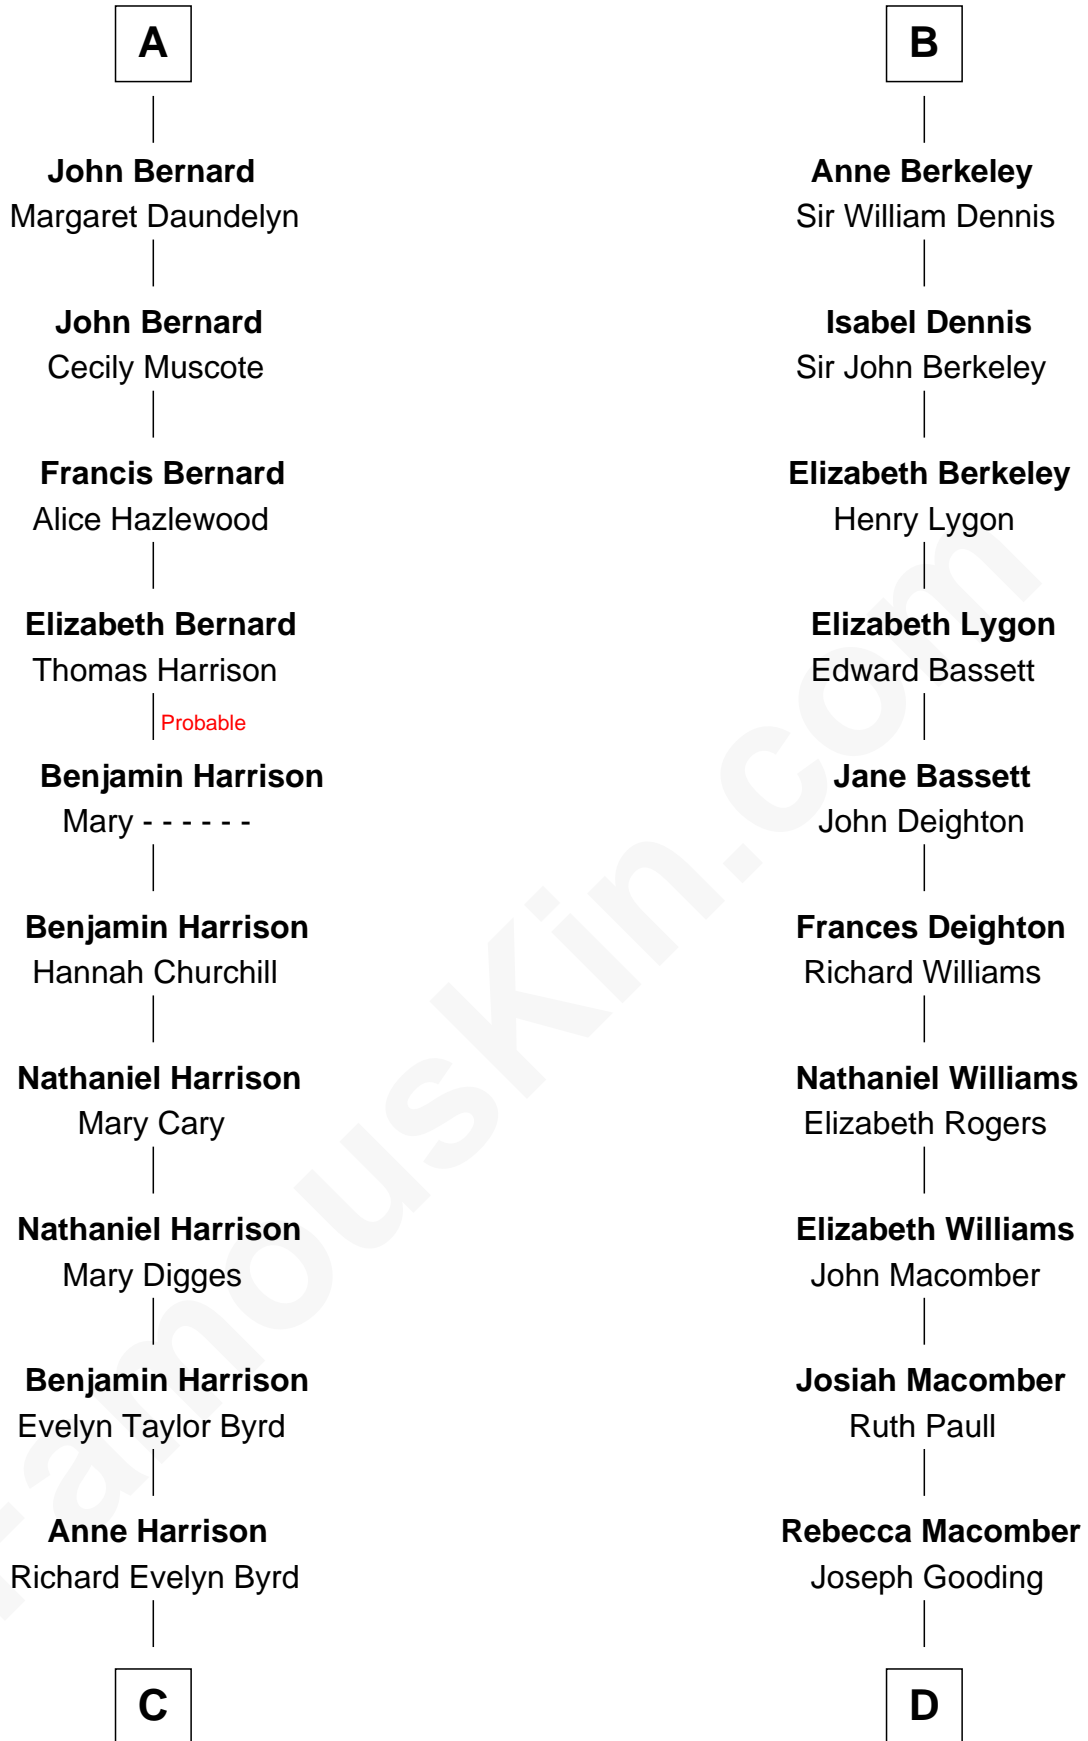 A
John Bernard
Margaret Daundelyn
John Bernard
Cecily Muscote
Francis Bernard
Alice Hazlewood
Elizabeth Bernard
Thomas Harrison
Probable
Benjamin Harrison
Mary - - - - - -
Benjamin Harrison
Hannah Churchill
Nathaniel Harrison
Mary Cary
Nathaniel Harrison
Mary Digges
Benjamin Harrison
Evelyn Taylor Byrd
Anne Harrison
Richard Evelyn Byrd
C
B
Anne Berkeley
Sir William Dennis
Isabel Dennis
Sir John Berkeley
Elizabeth Berkeley
Henry Lygon
Elizabeth Lygon
Edward Bassett
Jane Bassett
John Deighton
Frances Deighton
Richard Williams
Nathaniel Williams
Elizabeth Rogers
Elizabeth Williams
John Macomber
Josiah Macomber
Ruth Paull
Rebecca Macomber
Joseph Gooding
D
FamousKin.com